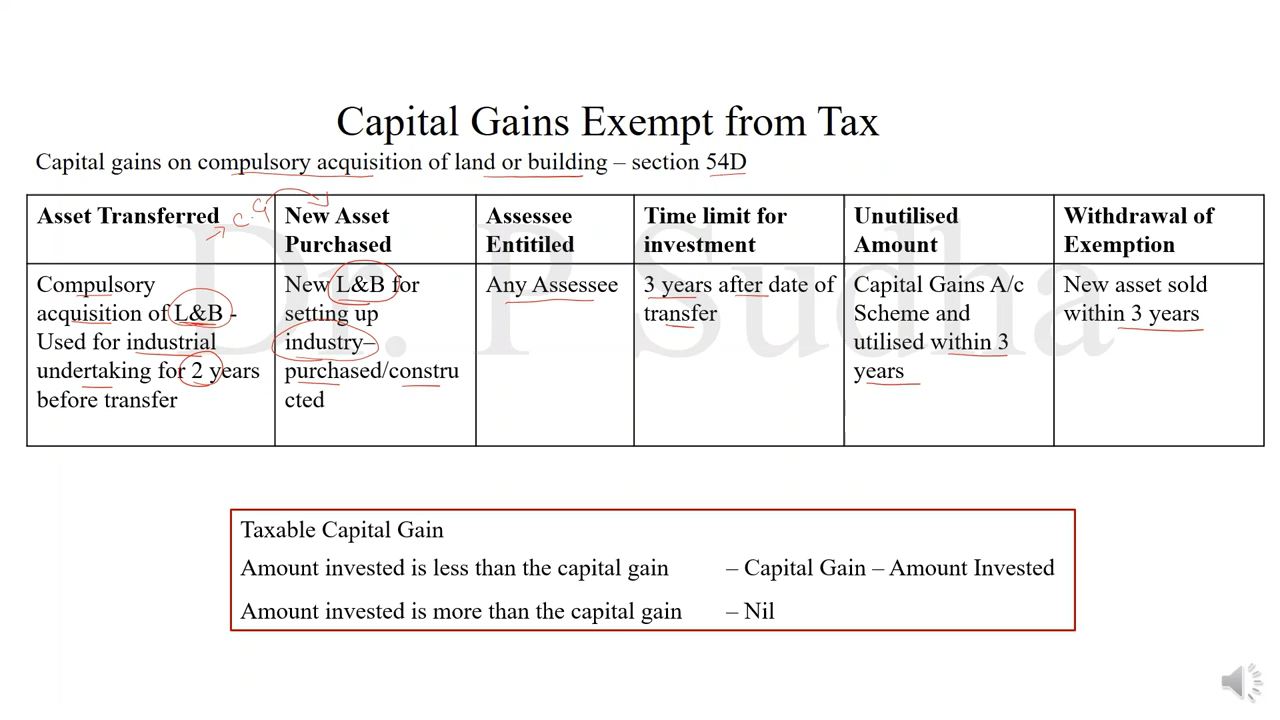 Capital Gains Exempt from Tax
Capital gains on compulsory acquisition of land or building – section 54D
Asset Transferred
C.G
New Asset
Purchased
Assessee
Entitiled
Time limit for
investment
Unutilised
Amount
Withdrawal of
Exemption
Compulsory
acquisition of L&B -
Used for industrial
undertaking for 2 years
before transfer
New L&B for
setting up
industry–
purchased/constru
cted
Any Assessee
3 years after date of
transfer
Capital Gains A/c
Scheme and
utilised within 3
years
New asset sold
within 3 years
Dr. P Sudha
Taxable Capital Gain
Amount invested is less than the capital gain – Capital Gain – Amount Invested
Amount invested is more than the capital gain – Nil